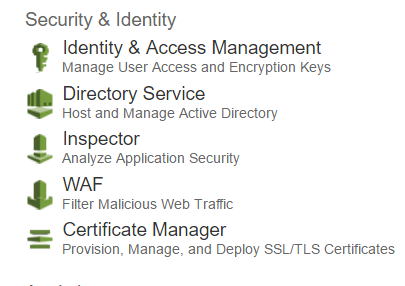 Security & Identity
Identity & Access Management
Manage User Access and Encryption Keys
Directory Service
Host and Manage Active Directory
Inspector
Analyze Application Security
WAF
Filter Malicious Web Traffic
Certificate Manager
Provision, Manage, and Deploy SSL/TLS Certificates